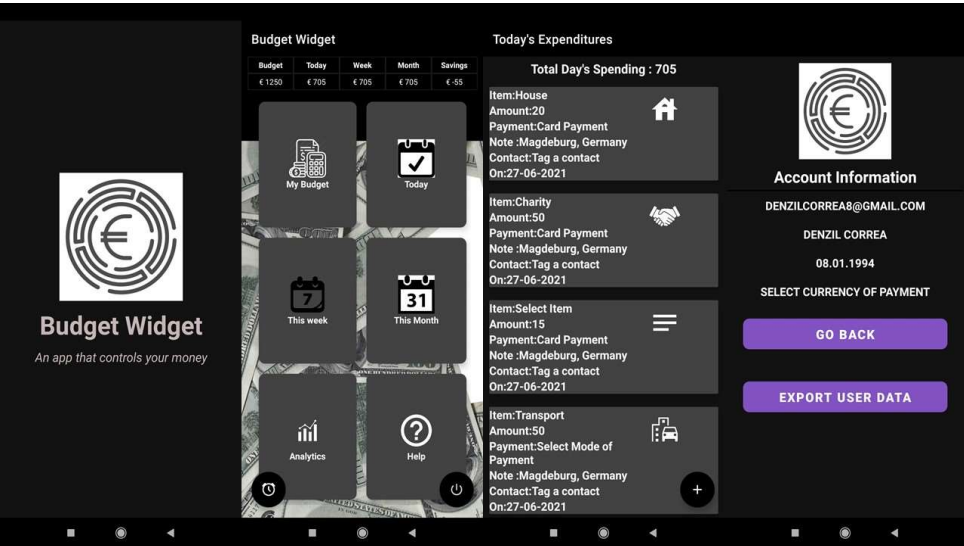 Budget Widget
An app that controls your money
Budget Widget
Budget Today Week Month Savings
€ 1250 € 705 € 705 € 705 € -55
My Budget Today
7 31
This week This Month
Analytics Help
Today's Expenditures
Total Day's Spending : 705
Item:House
Amount:20
Payment:Card Payment
Note :Magdeburg, Germany
Contact:Tag a contact
On:27-06-2021
Item:Charity
Amount:50
Payment:Card Payment
Note :Magdeburg, Germany
Contact:Tag a contact
On:27-06-2021
Item:Select Item
Amount:15
Payment:Card Payment
Note :Magdeburg, Germany
Contact:Tag a contact
On:27-06-2021
Item:Transport
Amount:50
Payment:Select Mode of
Payment
Note :Magdeburg, Germany
Contact:Tag a contact
On:27-06-2021
Account Information
DENZILCORREA8@GMAIL.COM
DENZIL CORREA
08.01.1994
SELECT CURRENCY OF PAYMENT
GO BACK
EXPORT USER DATA